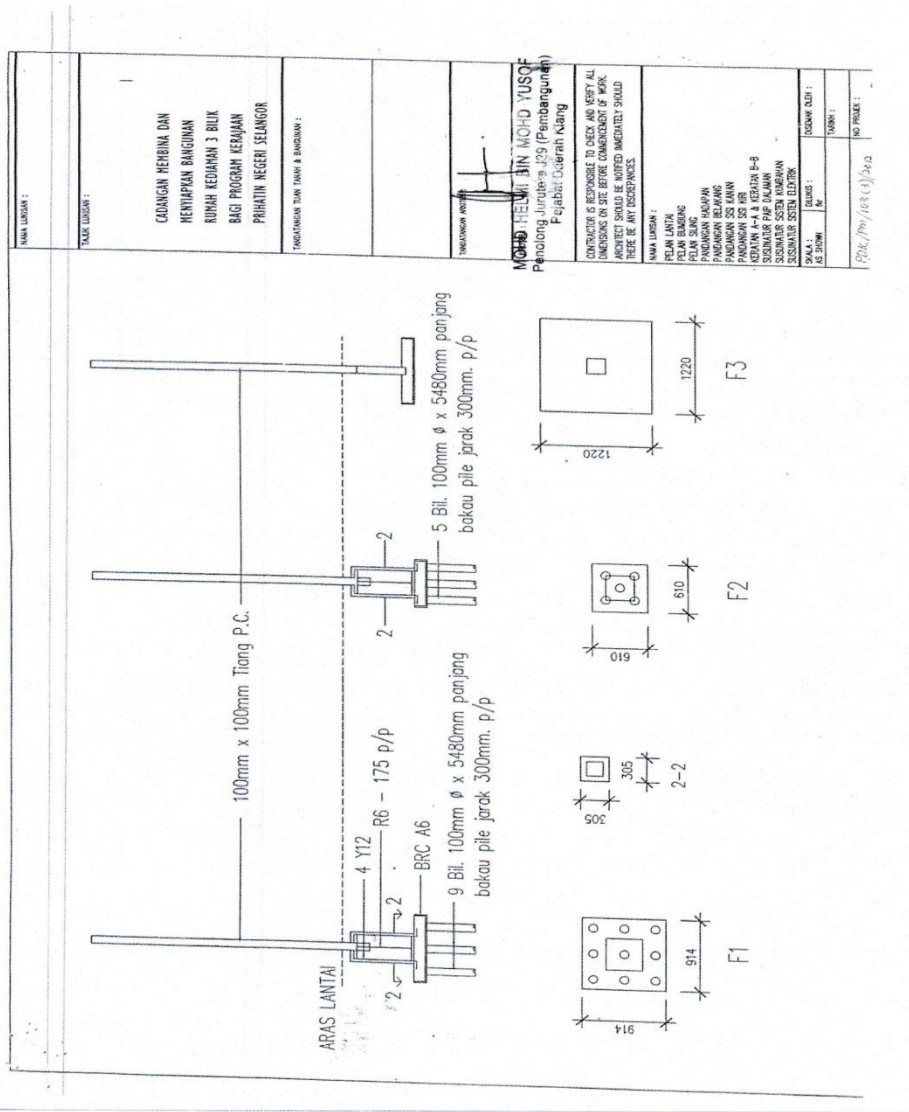 100mm x 100mm Tiang P.C.
ARAS LANTAI
4 Y12
R6 - 175 p/p
2
2
2
2
BRC A6
9 Bil. 100mm ø x 5480mm panjang
bakau pile jarak 300mm. p/p
5 Bil. 100mm ø x 5480mm panjang
bakau pile jarak 300mm. p/p
914
914
F1
305
305
2-2
610
610
F2
1220
1220
F3
NAMA LUKISAN :
TAJUK LUKISAN :
CADANGAN MEMBINA DAN
MENYIAPKAN BANGUNAN
RUMAH KEDIAMAN 3 BILIK
BAGI PROGRAM KERAJAAN
PRIHATIN NEGERI SELANGOR
TANDATANGAN TUAN TANAH & BANGUNAN :
MOHD HELMI BIN MOHD YUSOF
Penolong Jurutera J29 (Pembangunan)
Pejabat Daerah Klang
CONTRACTOR IS RESPONSIBLE TO CHECK AND VERIFY ALL
DIMENSIONS ON SITE BEFORE COMMENCEMENT OF WORK.
ARCHITECT SHOULD BE NOTIFIED IMMEDIATELY SHOULD
THERE BE ANY DISCREPANCIES.
NAMA LUKISAN :
PELAN LANTAI
PELAN BUMBUNG
PELAN SILING
PANDANGAN HADAPAN
PANDANGAN BELAKANG
PANDANGAN SISI KANAN
PANDANGAN SISI KIRI
KERATAN A-A & KERATAN B-B
SUSUNATUR PAIP DALAMAN
SUSUNATUR SISTEM KUMBAHAN
SUSUNATUR SISTEM ELEKTRIK
SKALA :
AS SHOWN
DILUKIS :
DISEMAK OLEH :
TARIKH :
NO PROJEK :